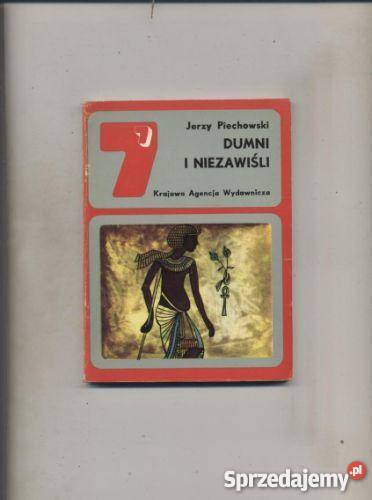 7
Jerzy Piechowski
DUMNI
I NIEZAWIŚLI
Krajowa Agencja Wydawnicza
Sprzedajemy.pl